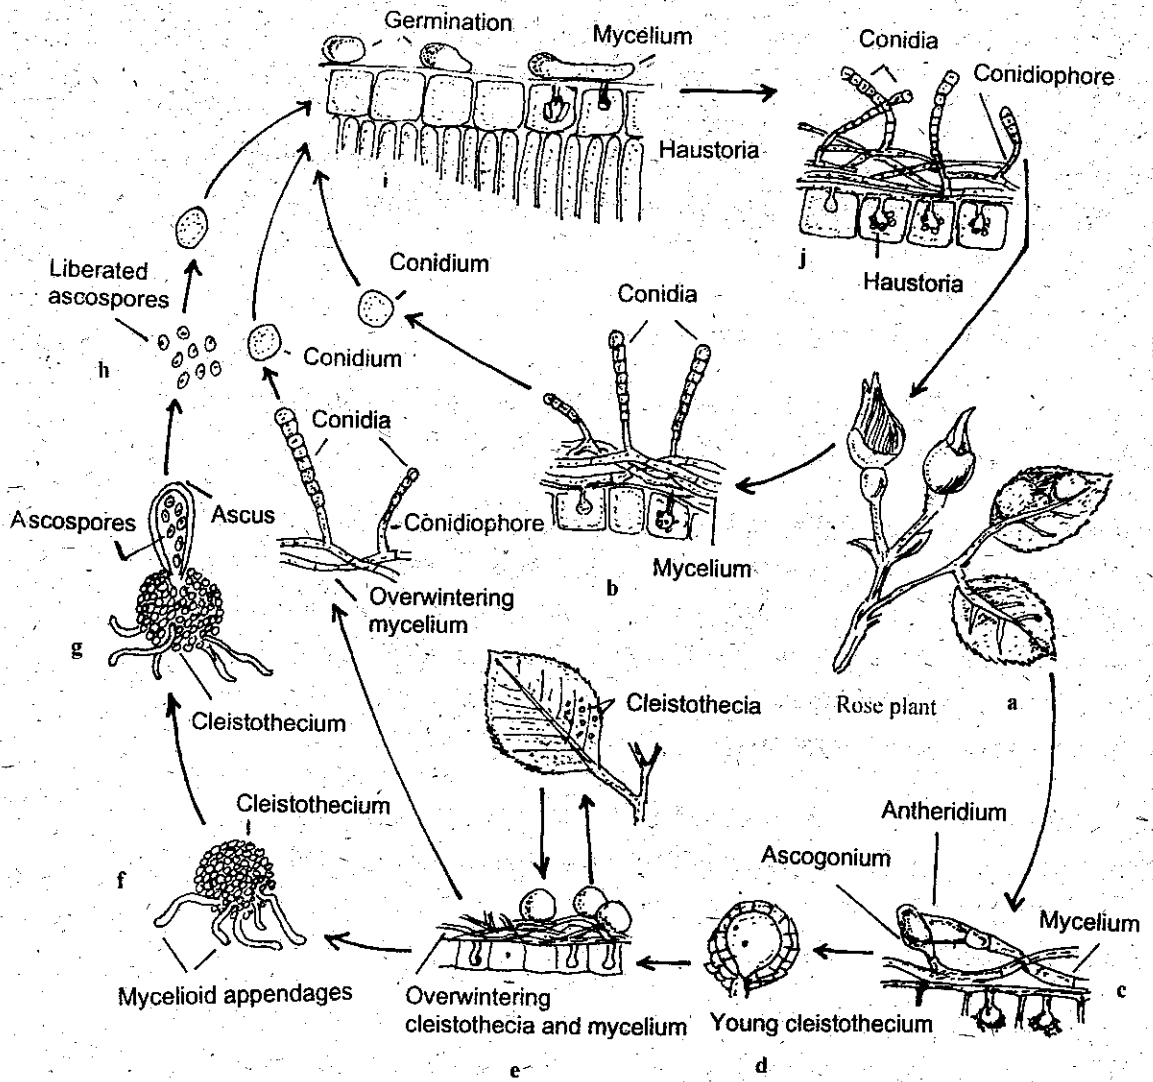 Germination
Mycelium
Conidia
Conidiophore
Haustoria
i
j
Haustoria
Liberated
ascospores
Conidium
Conidia
h
Conidium
Conidia
Ascospores
Ascus
Conidiophore
Mycelium
b
Overwintering
mycelium
g
Cleistothecium
Cleistothecia
Rose plant
a
Cleistothecium
Antheridium
Ascogonium
f
Mycelium
Mycelioid appendages
Overwintering
cleistothecia and mycelium
Young cleistothecium
c
e
d